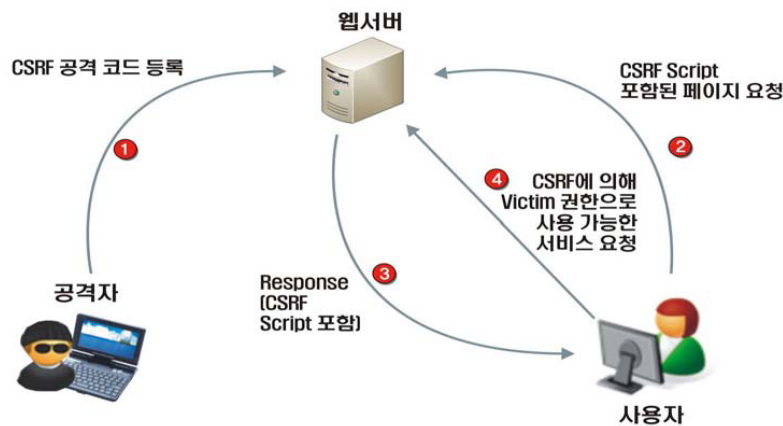 웹서버
CSRF 공격 코드 등록
CSRF Script
포함된 페이지 요청
1
2
4
CSRF에 의해
Victim 권한으로
사용 가능한
서비스 요청
3
Response
(CSRF
Script 포함)
공격자
사용자